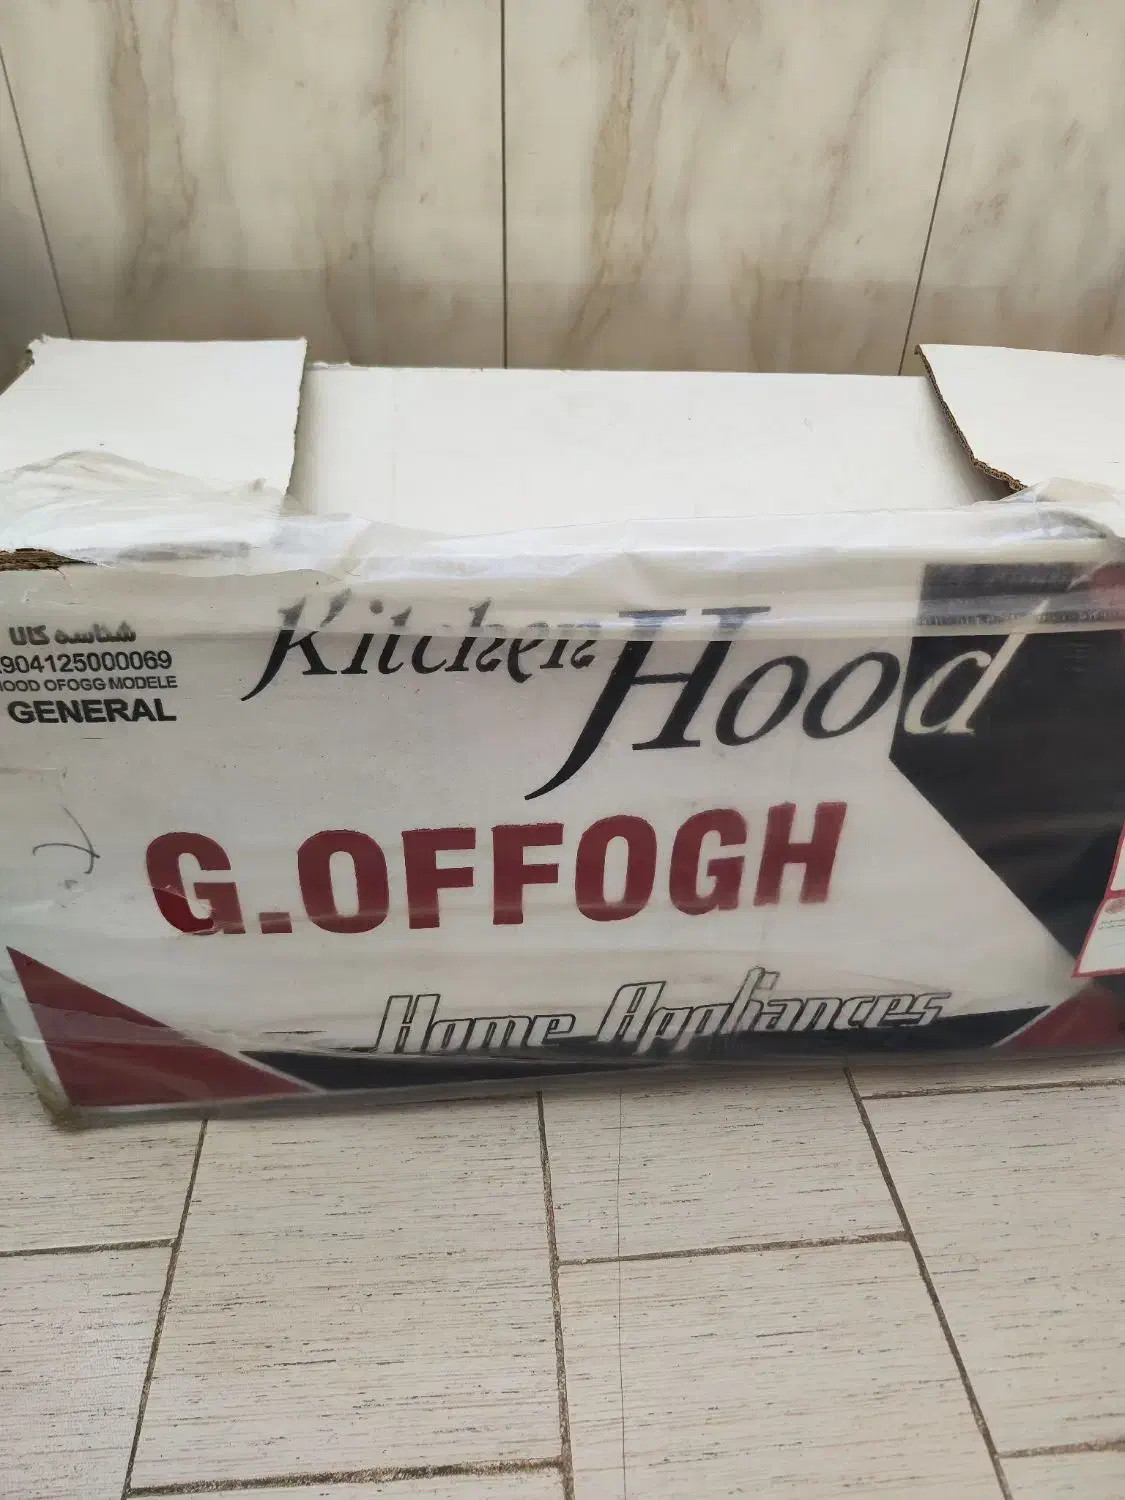 شناسه کالا
904125000069
HOOD OFOGG MODELE
GENERAL
Kitchen Hood
G.OFFOGH
Home Appliances